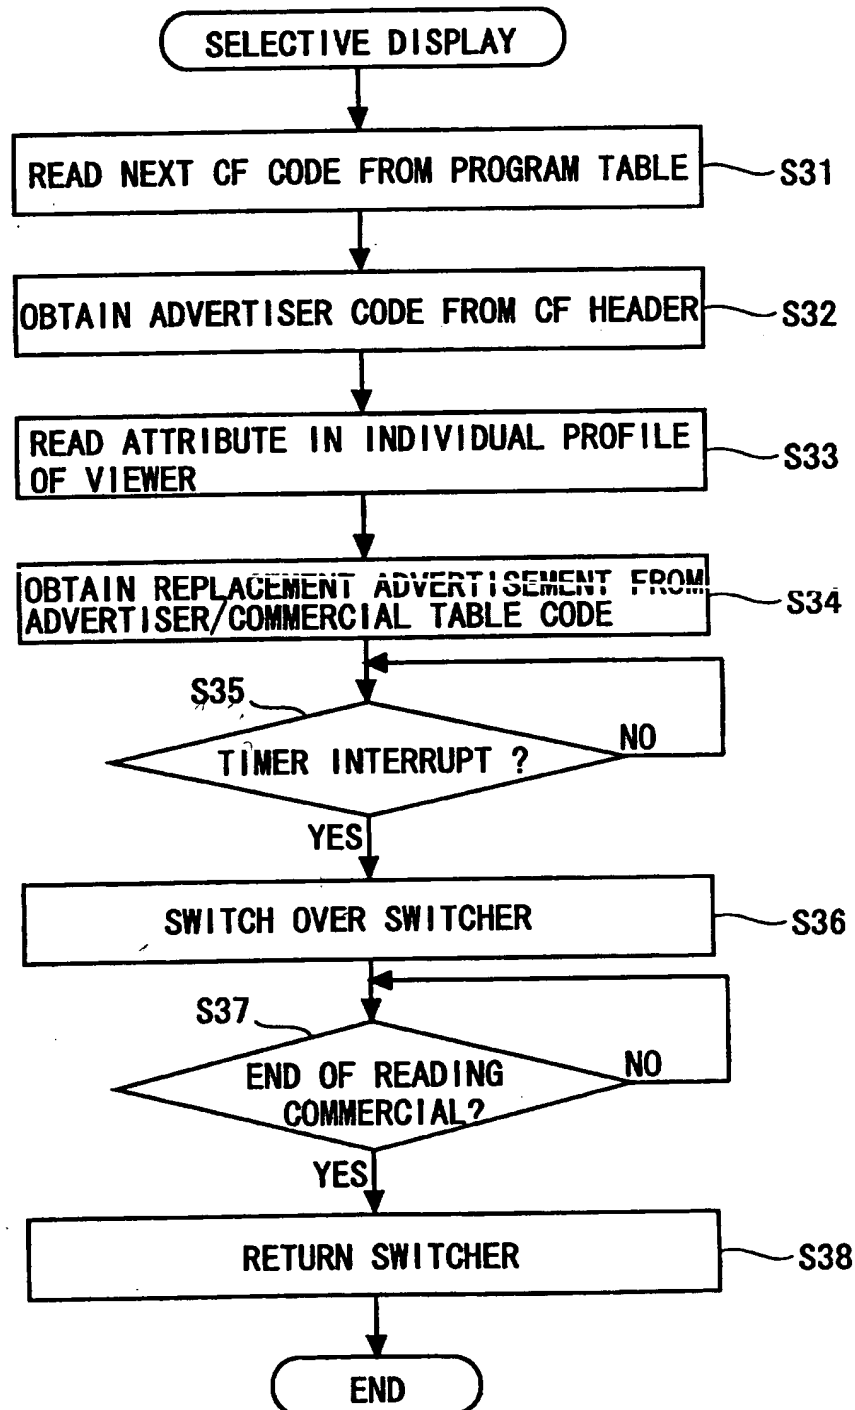 SELECTIVE DISPLAY
READ NEXT CF CODE FROM PROGRAM TABLE
S31
OBTAIN ADVERTISER CODE FROM CF HEADER
S32
READ ATTRIBUTE IN INDIVIDUAL PROFILE
OF VIEWER
S33
OBTAIN REPLACEMENT ADVERTISEMENT FROM
ADVERTISER/COMMERCIAL TABLE CODE
S34
S35
TIMER INTERRUPT ?
NO
YES
SWITCH OVER SWITCHER
S36
S37
END OF READING
COMMERCIAL?
NO
YES
RETURN SWITCHER
S38
END